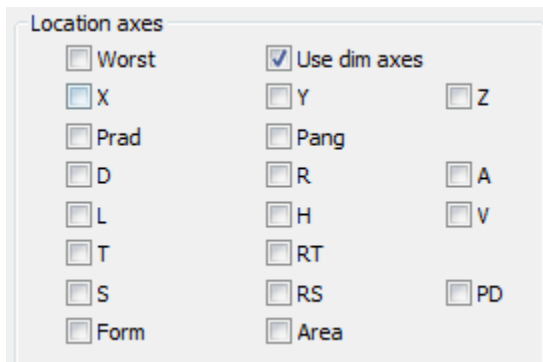 Location axes
Worst Use dim axes
X Y Z
Prad Pang
D R A
L H V
T RT
S RS PD
Form Area